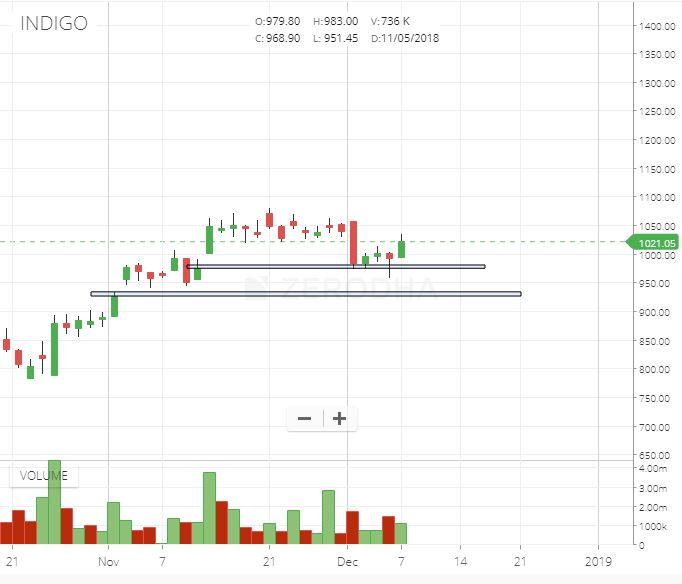 INDIGO
O:979.80 H:983.00 V:736 K
C:968.90 L: 951.45 D:11/05/2018
1400.00
1350.00
1300.00
1250.00
1200.00
1150.00
1100.00
1050.00
1021.05
1000.00
950.00
ZERODHA
900.00
850.00
800.00
750.00
700.00
650.00
VOLUME
4.00m
3.00m
2.00m
1000k
0
21 Nov 7 21 Dec 7 14 21 2019